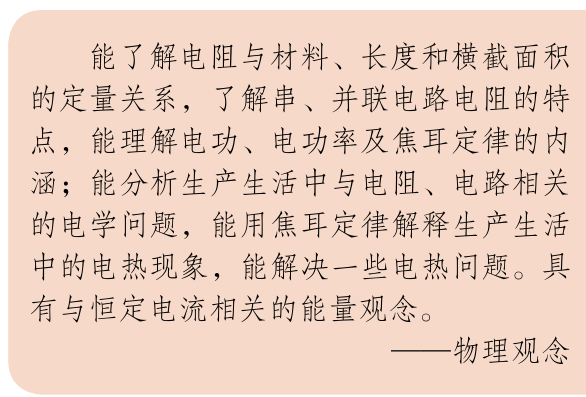 能了解电阻与材料、长度和横截面积
的定量关系，了解串、并联电路电阻的特
点，能理解电功、电功率及焦耳定律的内
涵；能分析生产生活中与电阻、电路相关
的电学问题，能用焦耳定律解释生产生活
中的电热现象，能解决一些电热问题。具
有与恒定电流相关的能量观念。
——物理观念